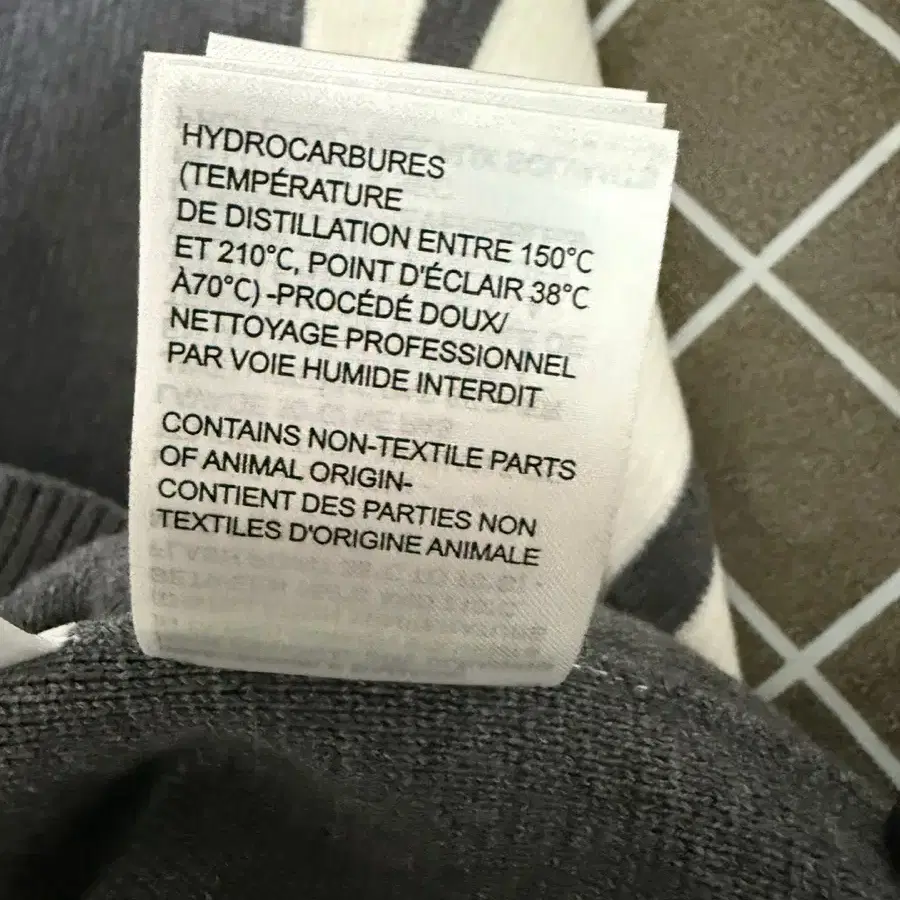 HYDROCARBURES
(TEMPÉRATURE
DE DISTILLATION ENTRE 150°C
ET 210°C, POINT D'ÉCLAIR 38°C
À70°C) -PROCÉDÉ DOUX/
NETTOYAGE PROFESSIONNEL
PAR VOIE HUMIDE INTERDIT
CONTAINS NON-TEXTILE PARTS
OF ANIMAL ORIGIN-
CONTIENT DES PARTIES NON
TEXTILES D'ORIGINE ANIMALE